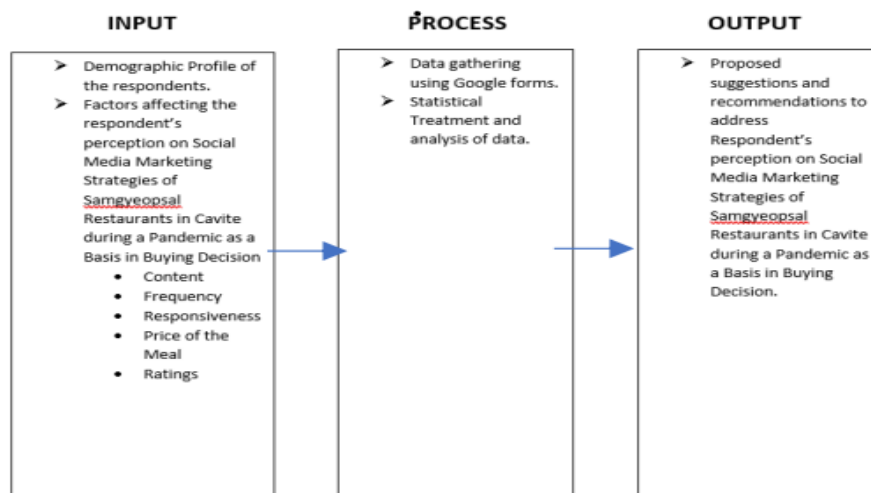 INPUT
➢ Demographic Profile of
the respondents.
➢ Factors affecting the
respondent's
perception on Social
Media Marketing
Strategies of
Samgyeopsal
Restaurants in Cavite
during a Pandemic as a
Basis in Buying Decision
• Content
• Frequency
• Responsiveness
• Price of the
Meal
• Ratings
PROCESS
➢ Data gathering
using Google forms.
➢ Statistical
Treatment and
analysis of data.
OUTPUT
➢ Proposed
suggestions and
recommendations to
address
Respondent's
perception on Social
Media Marketing
Strategies of
Samgyeopsal
Restaurants in Cavite
during a Pandemic as
a Basis in Buying
Decision.